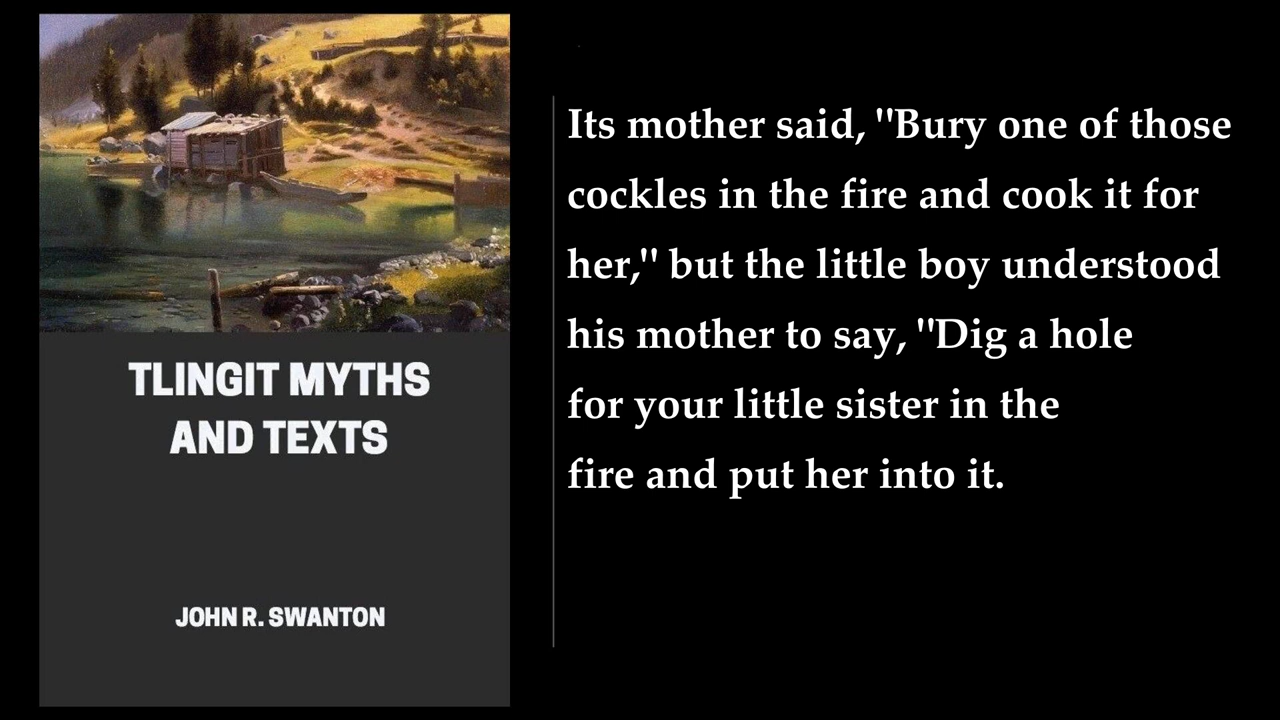 TLINGIT MYTHS
AND TEXTS
JOHN R. SWANTON
Its mother said, "Bury one of those
cockles in the fire and cook it for
her," but the little boy understood
his mother to say, "Dig a hole
for your little sister in the
fire and put her into it.